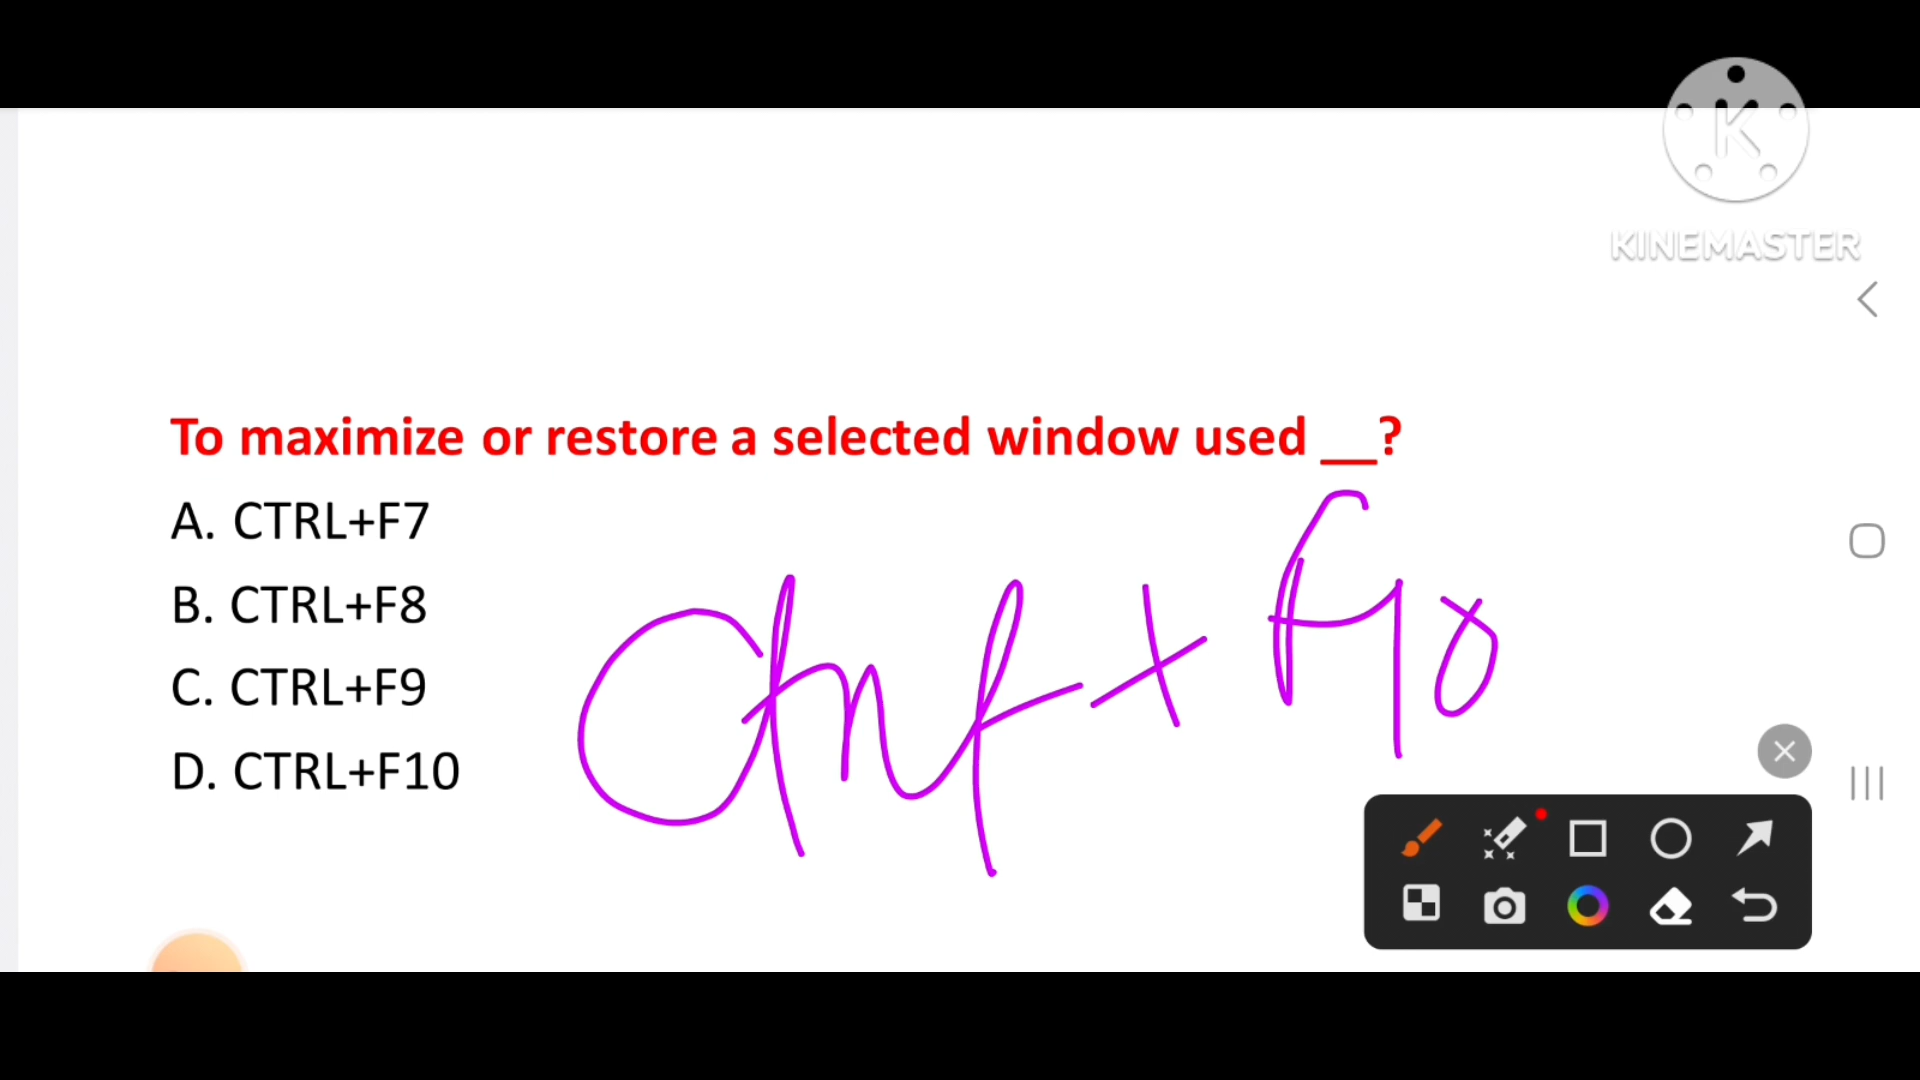 K
KINEMASTER
To maximize or restore a selected window used __?
A. CTRL+F7
B. CTRL+F8
C. CTRL+F9
D. CTRL+F10
Ctrl + F10